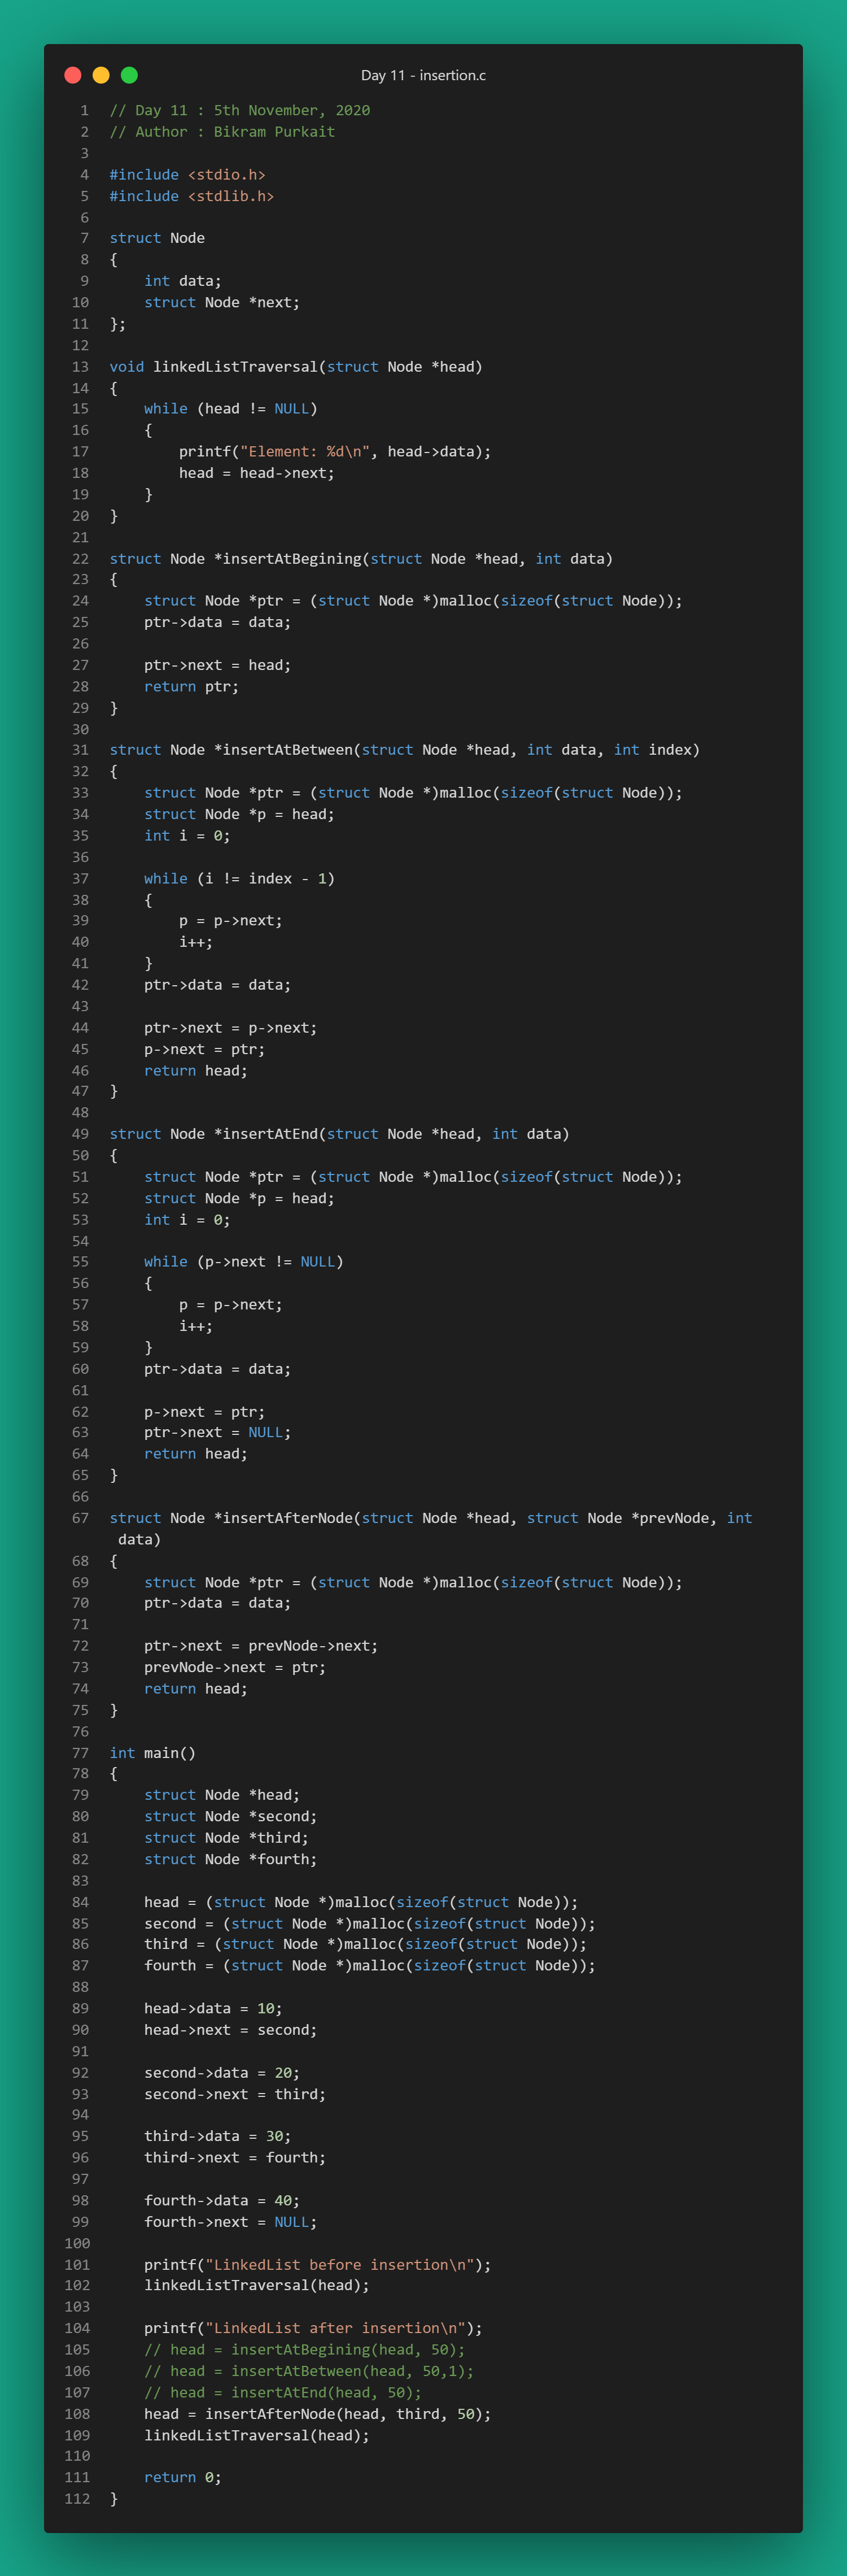 Day 11 - insertion.c
1 // Day 11 : 5th November, 2020
2 // Author : Bikram Purkait
3
4 #include <stdio.h>
5 #include <stdlib.h>
6
7 struct Node
8 {
9     int data;
10     struct Node *next;
11 };
12
13 void linkedListTraversal(struct Node *head)
14 {
15     while (head != NULL)
16     {
17         printf("Element: %d\n", head->data);
18         head = head->next;
19     }
20 }
21
22 struct Node *insertAtBegining(struct Node *head, int data)
23 {
24     struct Node *ptr = (struct Node *)malloc(sizeof(struct Node));
25     ptr->data = data;
26
27     ptr->next = head;
28     return ptr;
29 }
30
31 struct Node *insertAtBetween(struct Node *head, int data, int index)
32 {
33     struct Node *ptr = (struct Node *)malloc(sizeof(struct Node));
34     struct Node *p = head;
35     int i = 0;
36
37     while (i != index - 1)
38     {
39         p = p->next;
40         i++;
41     }
42     ptr->data = data;
43
44     ptr->next = p->next;
45     p->next = ptr;
46     return head;
47 }
48
49 struct Node *insertAtEnd(struct Node *head, int data)
50 {
51     struct Node *ptr = (struct Node *)malloc(sizeof(struct Node));
52     struct Node *p = head;
53     int i = 0;
54
55     while (p->next != NULL)
56     {
57         p = p->next;
58         i++;
59     }
60     ptr->data = data;
61
62     p->next = ptr;
63     ptr->next = NULL;
64     return head;
65 }
66
67 struct Node *insertAfterNode(struct Node *head, struct Node *prevNode, int
 data)
68 {
69     struct Node *ptr = (struct Node *)malloc(sizeof(struct Node));
70     ptr->data = data;
71
72     ptr->next = prevNode->next;
73     prevNode->next = ptr;
74     return head;
75 }
76
77 int main()
78 {
79     struct Node *head;
80     struct Node *second;
81     struct Node *third;
82     struct Node *fourth;
83
84     head = (struct Node *)malloc(sizeof(struct Node));
85     second = (struct Node *)malloc(sizeof(struct Node));
86     third = (struct Node *)malloc(sizeof(struct Node));
87     fourth = (struct Node *)malloc(sizeof(struct Node));
88
89     head->data = 10;
90     head->next = second;
91
92     second->data = 20;
93     second->next = third;
94
95     third->data = 30;
96     third->next = fourth;
97
98     fourth->data = 40;
99     fourth->next = NULL;
100
101     printf("LinkedList before insertion\n");
102     linkedListTraversal(head);
103
104     printf("LinkedList after insertion\n");
105     // head = insertAtBegining(head, 50);
106     // head = insertAtBetween(head, 50,1);
107     // head = insertAtEnd(head, 50);
108     head = insertAfterNode(head, third, 50);
109     linkedListTraversal(head);
110
111     return 0;
112 }